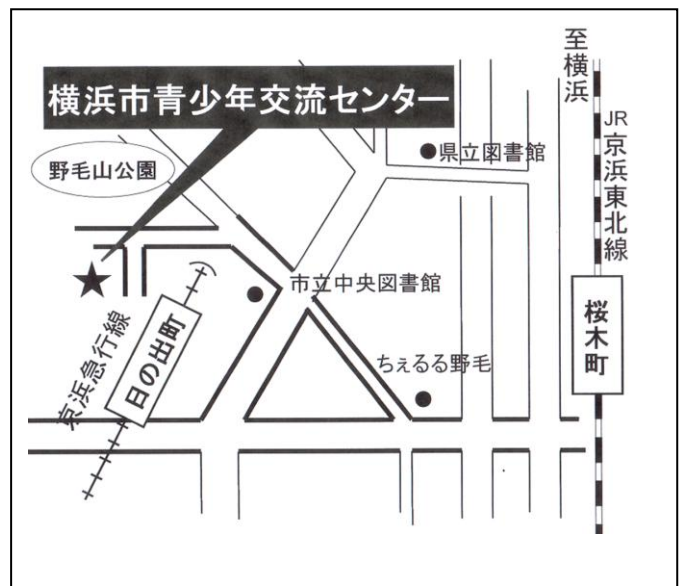 至横浜
横浜市青少年交流センター
JR京浜東北線
県立図書館
野毛山公園
市立中央図書館
桜木町
日の出町
京浜急行線
ちぇるる野毛